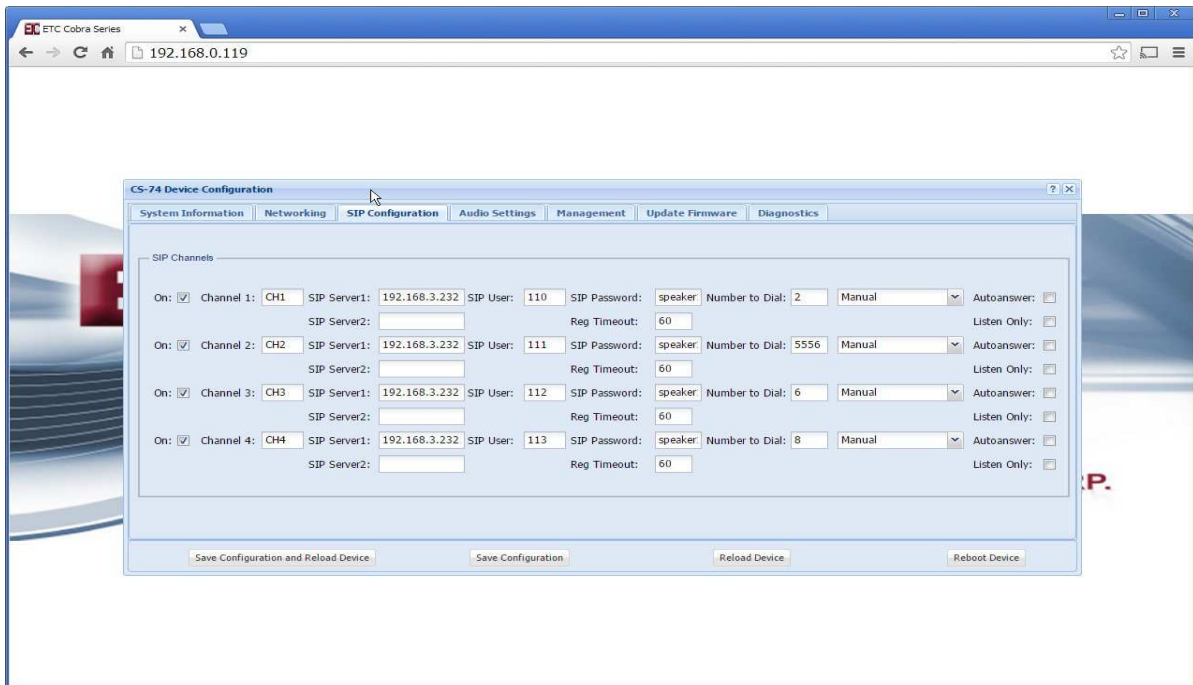 ETC Cobra Series
192.168.0.119
CS-74 Device Configuration
System Information Networking SIP Configuration Audio Settings Management Update Firmware Diagnostics
SIP Channels
On: Channel 1: CH1 SIP Server1: 192.168.3.232 SIP User: 110 SIP Password: speaker Number to Dial: 2 Manual Autoanswer:
SIP Server2: Reg Timeout: 60 Listen Only:
On: Channel 2: CH2 SIP Server1: 192.168.3.232 SIP User: 111 SIP Password: speaker Number to Dial: 5556 Manual Autoanswer:
SIP Server2: Reg Timeout: 60 Listen Only:
On: Channel 3: CH3 SIP Server1: 192.168.3.232 SIP User: 112 SIP Password: speaker Number to Dial: 6 Manual Autoanswer:
SIP Server2: Reg Timeout: 60 Listen Only:
On: Channel 4: CH4 SIP Server1: 192.168.3.232 SIP User: 113 SIP Password: speaker Number to Dial: 8 Manual Autoanswer:
SIP Server2: Reg Timeout: 60 Listen Only:
P.
Save Configuration and Reload Device Save Configuration Reload Device Reboot Device